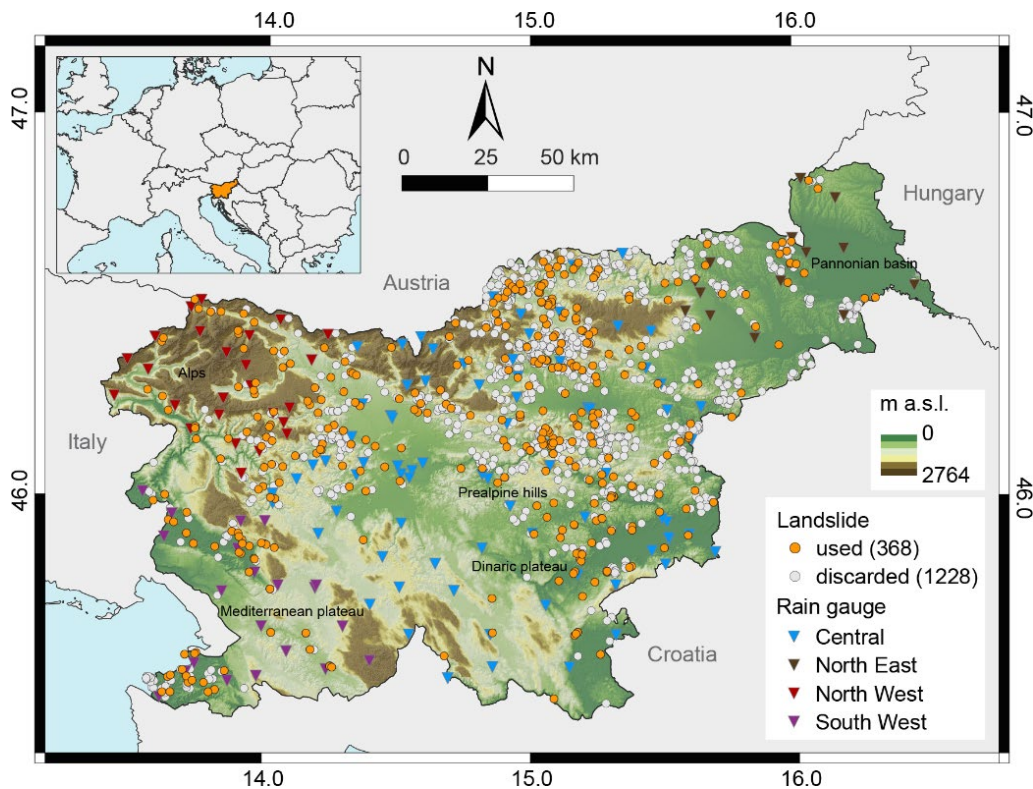 14.0
15.0
16.0
N
47.0
47.0
0
25
50 km
Hungary
Pannonian basin
Austria
Alps
Italy
m a.s.l.
0
2764
46.0
46.0
Prealpine hills
Landslide
used (368)
discarded (1228)
Dinaric plateau
Mediterranean plateau
Rain gauge
Central
Croatia
North East
North West
South West
14.0
15.0
16.0